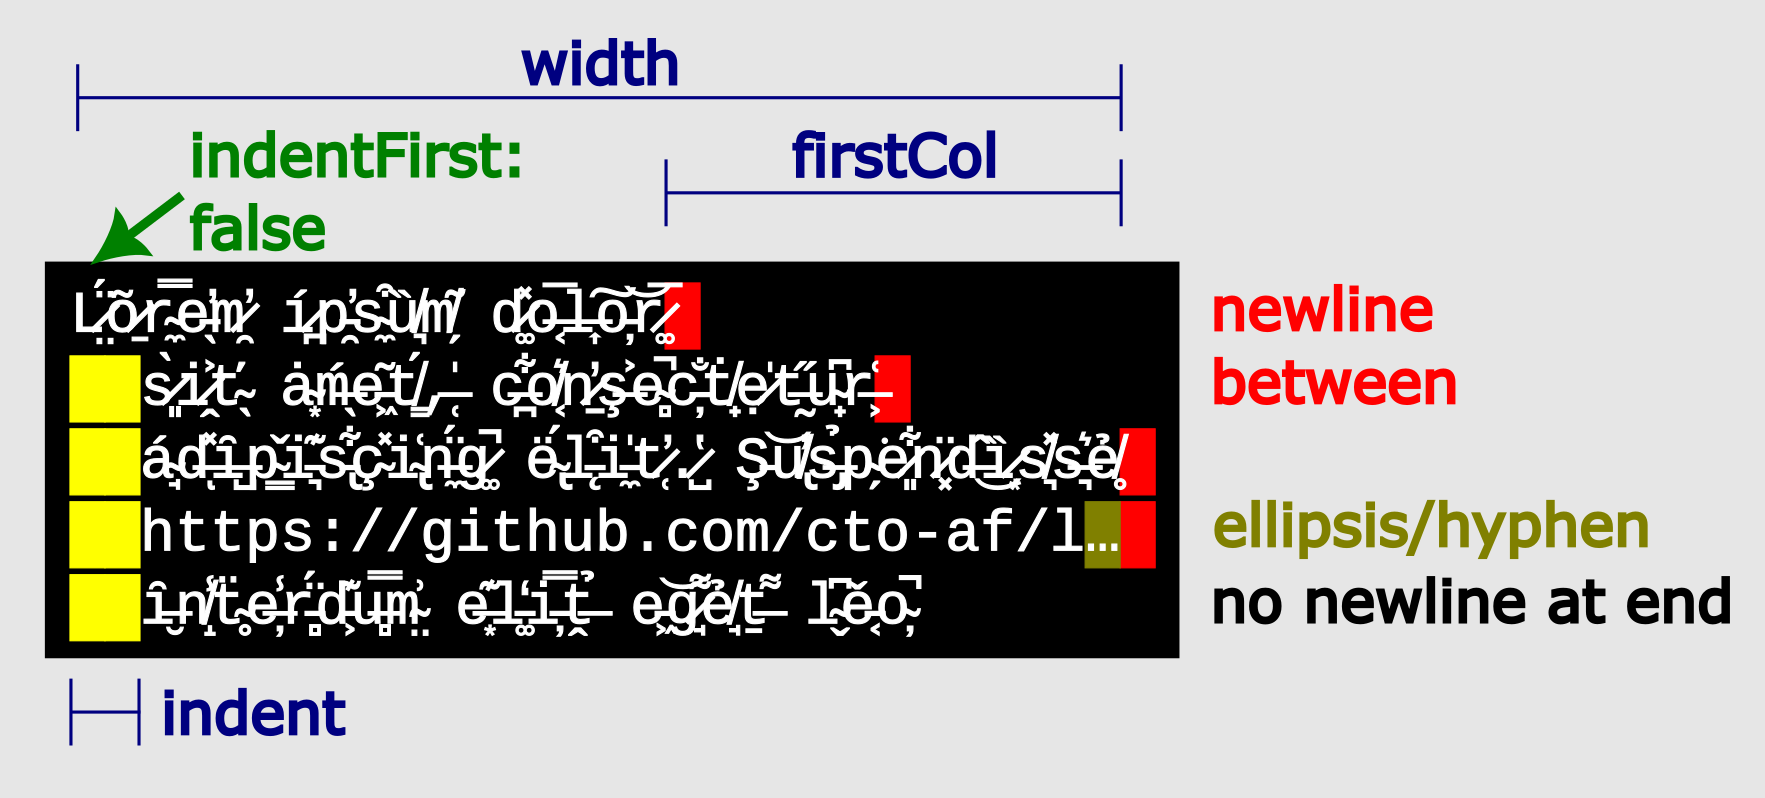 width
indentFirst:
false
firstCol
Lorem ipsum dolor
sit amet, consectetur
adipiscing elit. Suspendisse
https://github.com/cto-af/l…
interdum eget leo
newline
between
ellipsis/hyphen
no newline at end
indent